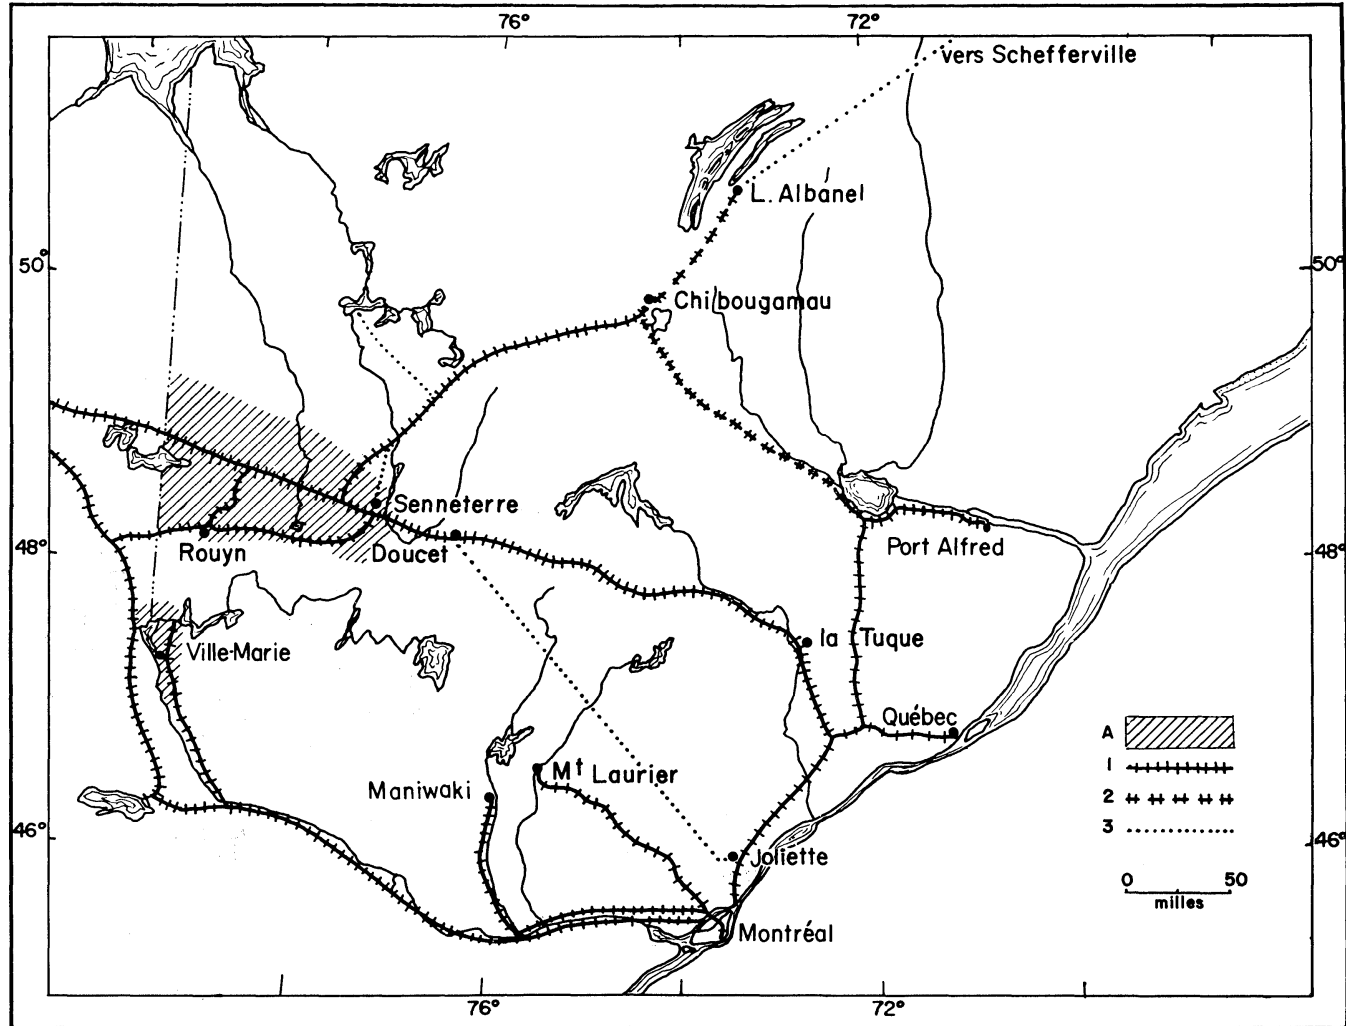 76°
72°
vers Schefferville
L. Albanel
50°
50°
Chibougamau
Senneterre
Rouyn
Doucet
Port Alfred
48°
48°
Ville-Marie
la Tuque
Québec
A
Mt Laurier
1
Maniwaki
2
3
46°
46°
Joliette
0
50
milles
Montréal
76°
72°